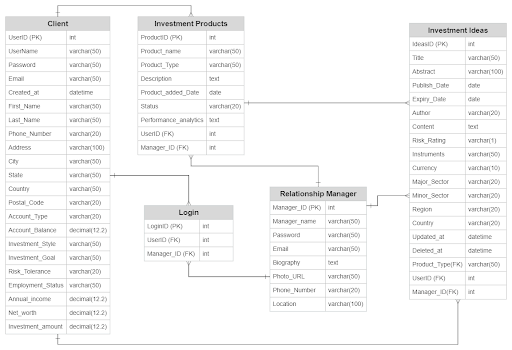 Client
UserID (PK) int
UserName varchar(50)
Password varchar(50)
Email varchar(50)
Created_at datetime
First_Name varchar(50)
Last_Name varchar(50)
Phone_Number varchar(20)
Address varchar(100)
City varchar(50)
State varchar(50)
Country varchar(50)
Postal_Code varchar(20)
Account_Type varchar(20)
Account_Balance decimal(12.2)
Investment_Style varchar(50)
Investment_Goal varchar(50)
Risk_Tolerance varchar(20)
Employment_Status varchar(50)
Annual_income decimal(12.2)
Net_worth decimal(12.2)
Investment_amount decimal(12.2)
Investment Products
ProductID (PK) int
Product_name varchar(50)
Product_Type varchar(50)
Description text
Product_added_Date date
Status varchar(20)
Performance_analytics text
UserID (FK) int
Manager_ID (FK) int
Login
LoginID (PK) int
UserID (FK) int
Manager_ID (FK) int
Relationship Manager
Manager_ID (PK) int
Manager_name varchar(50)
Password varchar(50)
Email varchar(50)
Biography text
Photo_URL varchar(50)
Phone_Number varchar(20)
Location varchar(100)
Investment Ideas
IdeasID (PK) int
Title varchar(50)
Abstract varchar(100)
Publish_Date date
Expiry_Date date
Author varchar(20)
Content text
Risk_Rating varchar(1)
Instruments varchar(50)
Currency varchar(10)
Major_Sector varchar(20)
Minor_Sector varchar(20)
Region varchar(20)
Country varchar(20)
Updated_at datetime
Deleted_at datetime
Product_Type(FK) varchar(50)
UserID (FK) int
Manager_ID(FK) int